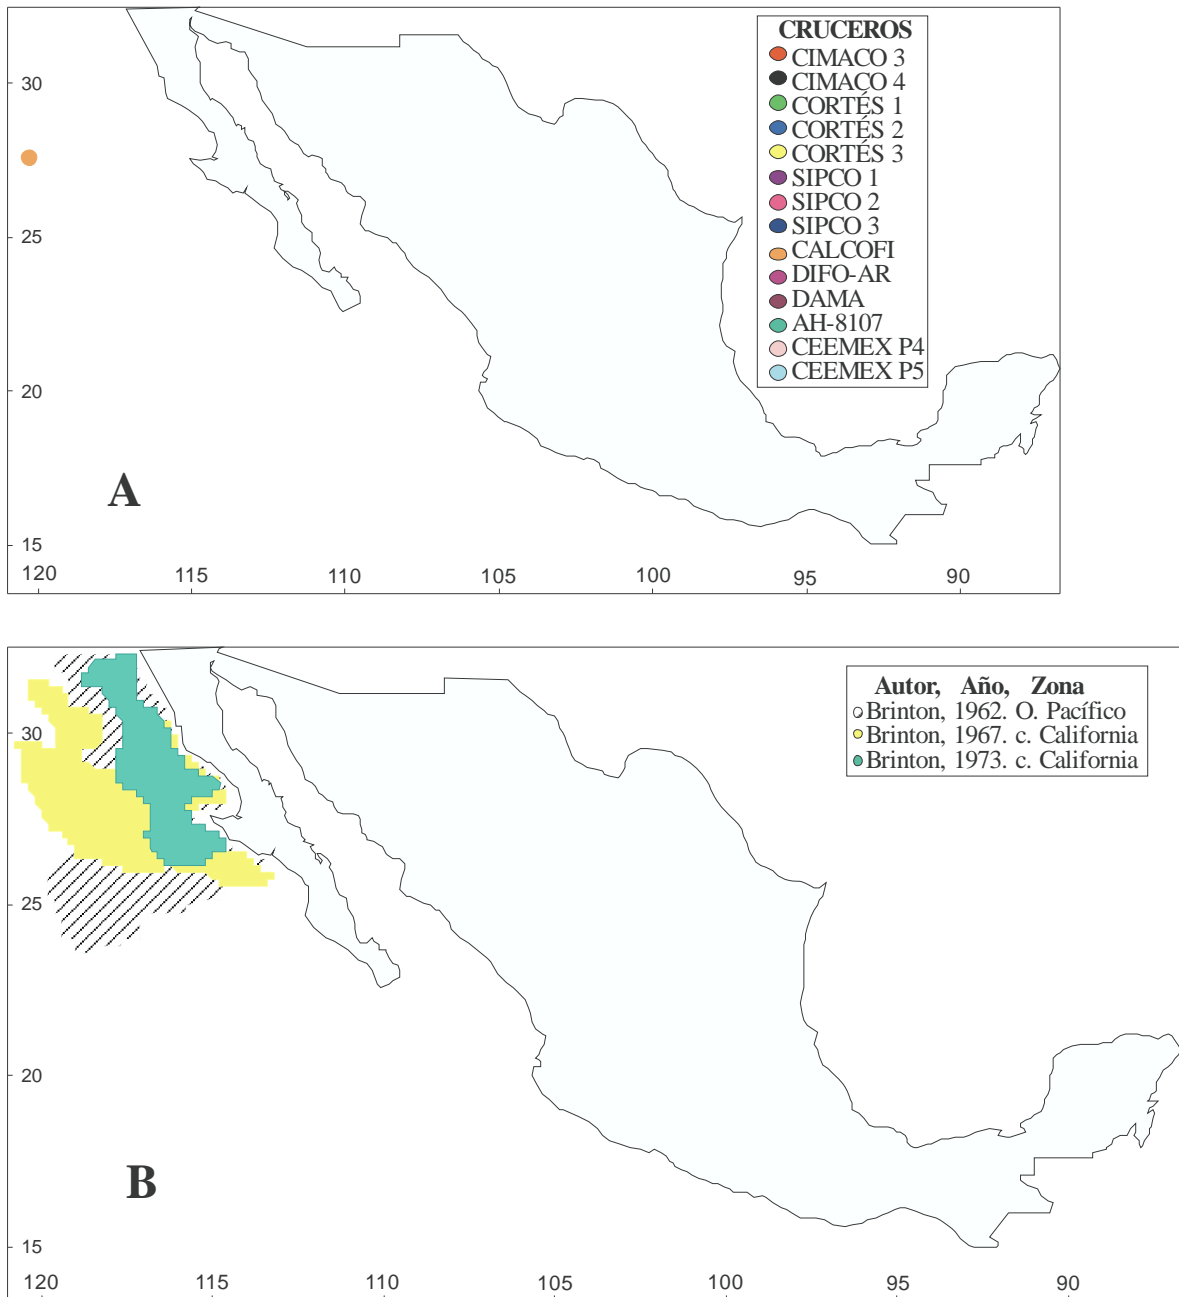 CRUCEROS
CIMACO 3
CIMACO 4
CORTÉS 1
CORTÉS 2
CORTÉS 3
SIPCO 1
SIPCO 2
SIPCO 3
CALCOFI
DIFO-AR
DAMA
AH-8107
CEEMEX P4
CEEMEX P5
30
25
20
15
A
120 115 110 105 100 95 90
Autor, Año, Zona
Brinton, 1962. O. Pacífico
Brinton, 1967. c. California
Brinton, 1973. c. California
30
25
20
15
B
120 115 110 105 100 95 90